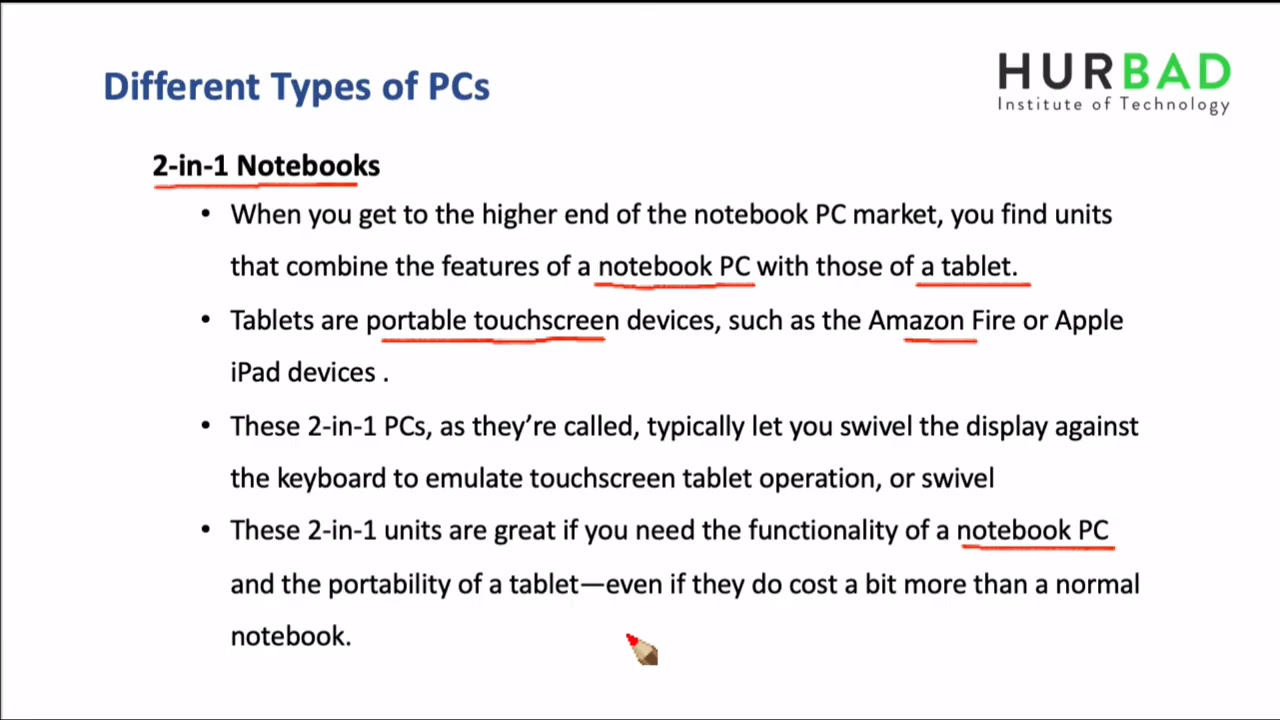 HURBAD
Institute of Technology
Different Types of PCs
2-in-1 Notebooks
• When you get to the higher end of the notebook PC market, you find units
that combine the features of a notebook PC with those of a tablet.
• Tablets are portable touchscreen devices, such as the Amazon Fire or Apple
iPad devices .
• These 2-in-1 PCs, as they’re called, typically let you swivel the display against
the keyboard to emulate touchscreen tablet operation, or swivel
• These 2-in-1 units are great if you need the functionality of a notebook PC
and the portability of a tablet—even if they do cost a bit more than a normal
notebook.